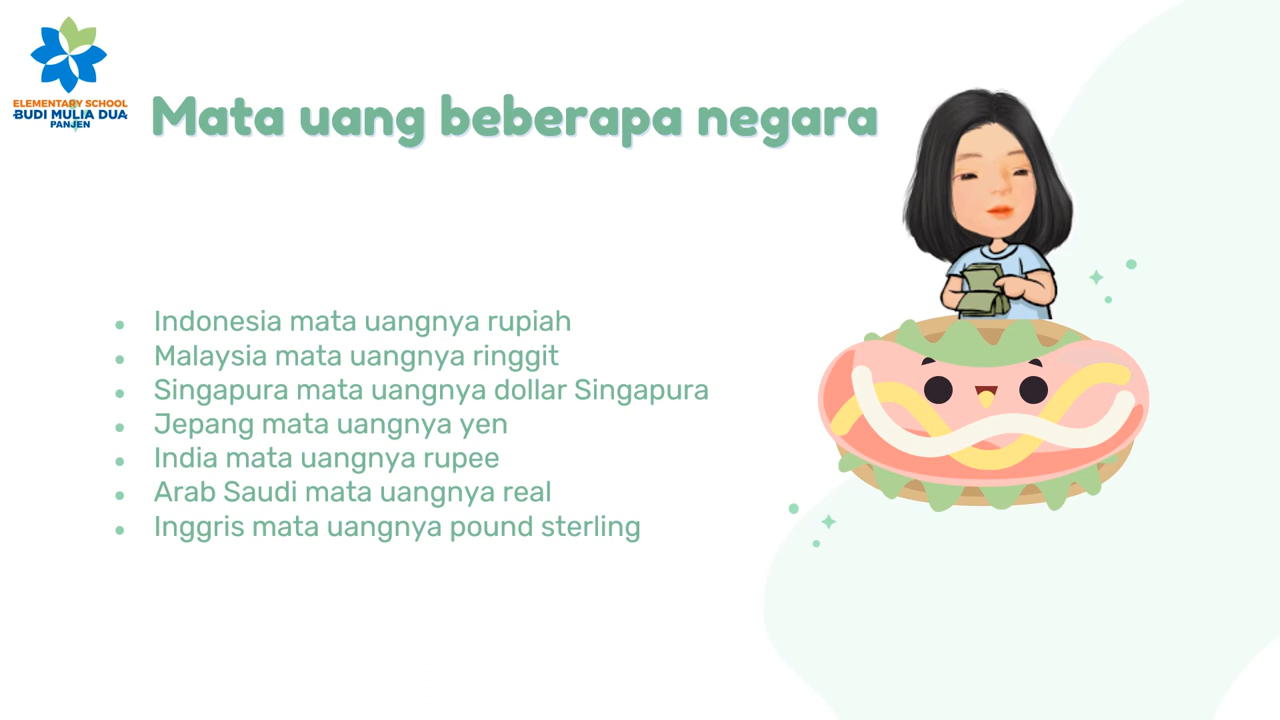 ELEMENTARY SCHOOL
BUDI MULIA DUA
PANJEN
Mata uang beberapa negara
Indonesia mata uangnya rupiah
Malaysia mata uangnya ringgit
Singapura mata uangnya dollar Singapura
Jepang mata uangnya yen
India mata uangnya rupee
Arab Saudi mata uangnya real
Inggris mata uangnya pound sterling